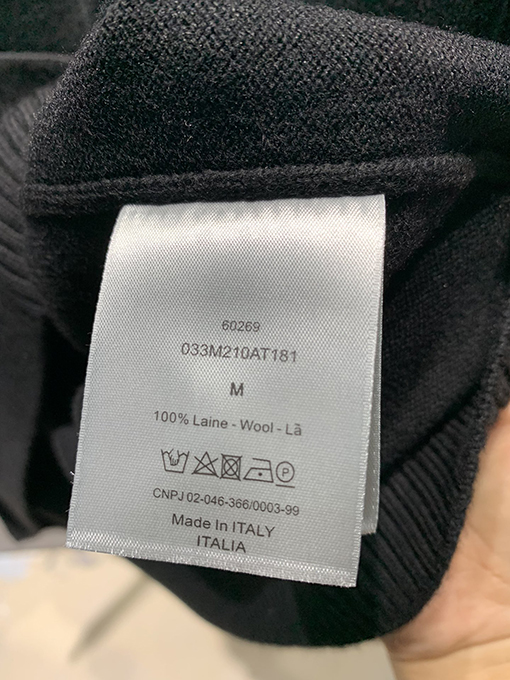 60269
033M210AT181
M
100% Laine - Wool - Lã
P
CNPJ 02-046-366/0003-99
Made In ITALY
ITALIA